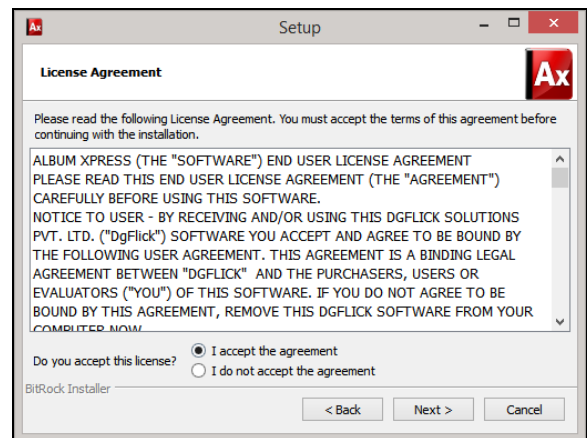 Ax
Setup
License Agreement
Ax
Please read the following License Agreement. You must accept the terms of this agreement before
continuing with the installation.
ALBUM XPRESS (THE "SOFTWARE") END USER LICENSE AGREEMENT
PLEASE READ THIS END USER LICENSE AGREEMENT (THE "AGREEMENT")
CAREFULLY BEFORE USING THIS SOFTWARE.
NOTICE TO USER - BY RECEIVING AND/OR USING THIS DGFLICK SOLUTIONS
PVT. LTD. ("DgFlick") SOFTWARE YOU ACCEPT AND AGREE TO BE BOUND BY
THE FOLLOWING USER AGREEMENT. THIS AGREEMENT IS A BINDING LEGAL
AGREEMENT BETWEEN "DGFLICK" AND THE PURCHASERS, USERS OR
EVALUATORS ("YOU") OF THIS SOFTWARE. IF YOU DO NOT AGREE TO BE
BOUND BY THIS AGREEMENT, REMOVE THIS DGFLICK SOFTWARE FROM YOUR
COMPUTER NOW
Do you accept this license?
I accept the agreement
I do not accept the agreement
BitRock Installer
< Back
Next >
Cancel